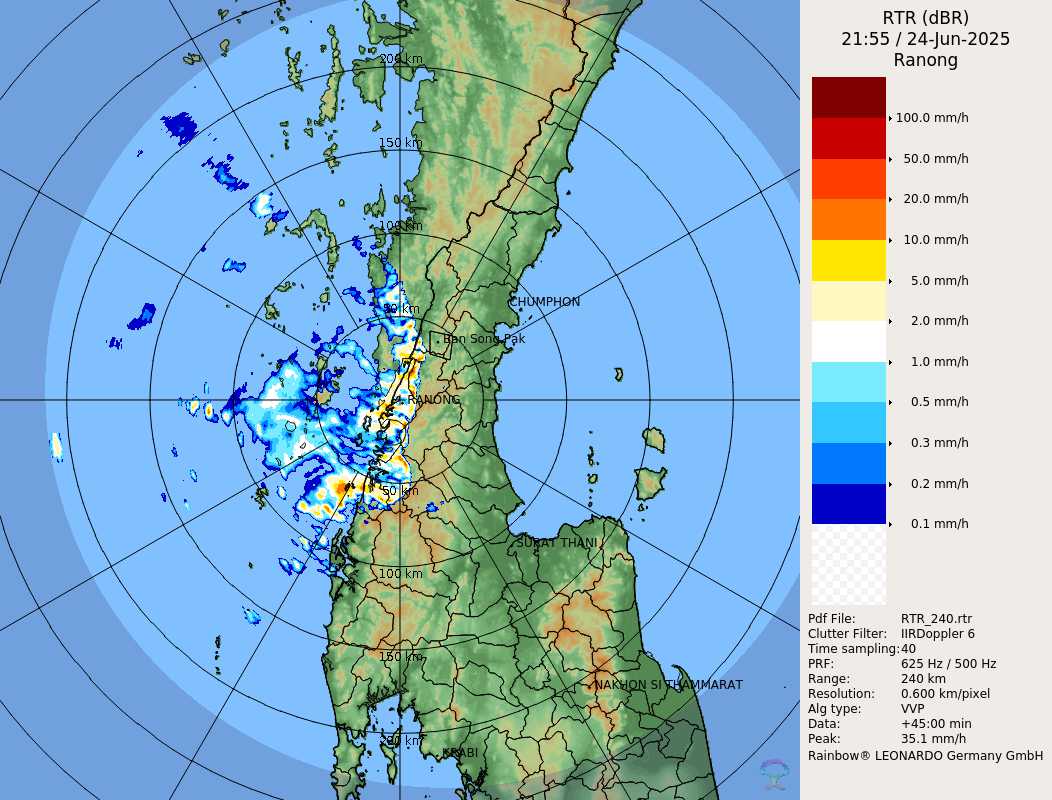 RTR (dBR)
21:55 / 24-Jun-2025
Ranong
100.0 mm/h
50.0 mm/h
20.0 mm/h
10.0 mm/h
5.0 mm/h
2.0 mm/h
1.0 mm/h
0.5 mm/h
0.3 mm/h
0.2 mm/h
0.1 mm/h
Pdf File: RTR_240.rtr
Clutter Filter: IIRDoppler 6
Time sampling: 40
PRF: 625 Hz / 500 Hz
Range: 240 km
Resolution: 0.600 km/pixel
Alg type: VVP
Data: +45:00 min
Peak: 35.1 mm/h
Rainbow® LEONARDO Germany GmbH
200 km
150 km
100 km
50 km
CHUMPHON
Ban Song Pak
RANONG
50 km
SURAT THANI
100 km
150 km
NAKHON SI THAMMARAT
200 km
KRABI